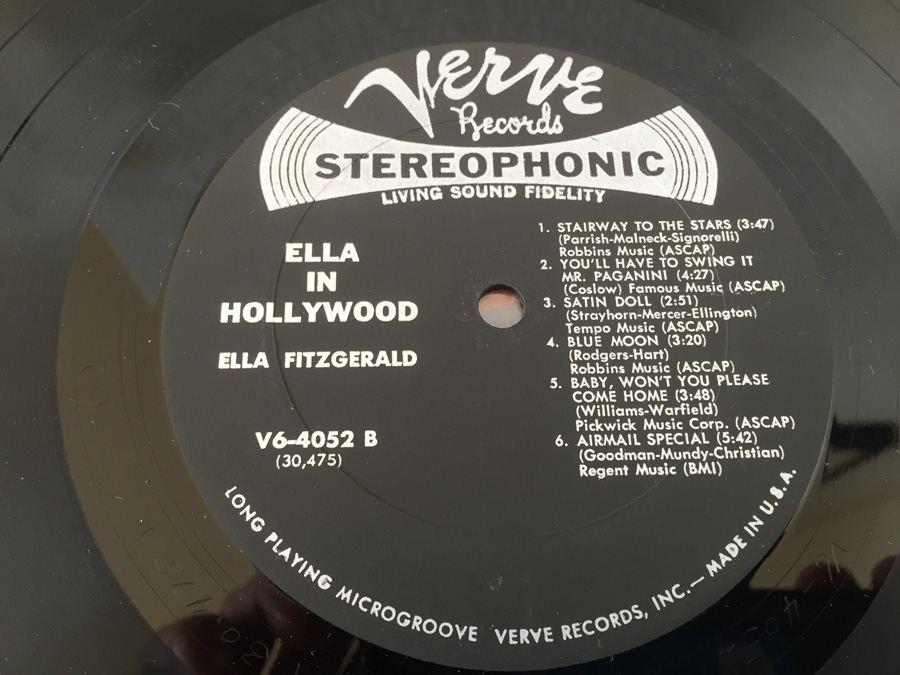 Verve
Records
STEREOPHONIC
LIVING SOUND FIDELITY
ELLA
IN
HOLLYWOOD
ELLA FITZGERALD
V6-4052 B
(30,475)
1. STAIRWAY TO THE STARS (3:47)
(Parrish-Malneck-Signorelli)
Robbins Music (ASCAP)
2. YOU'LL HAVE TO SWING IT
MR. PAGANINI (4:27)
(Coslow) Famous Music (ASCAP)
3. SATIN DOLL (2:51)
(Strayhorn-Mercer-Ellington)
Tempo Music (ASCAP)
4. BLUE MOON (3:20)
(Rodgers-Hart)
Robbins Music (ASCAP)
5. BABY, WON'T YOU PLEASE
COME HOME (3:48)
(Williams-Warfield)
Pickwick Music Corp. (ASCAP)
6. AIRMAIL SPECIAL (5:42)
(Goodman-Mundy-Christian)
Regent Music (BMI)
LONG PLAYING MICROGROOVE VERVE RECORDS, INC.— MADE IN U.S.A.